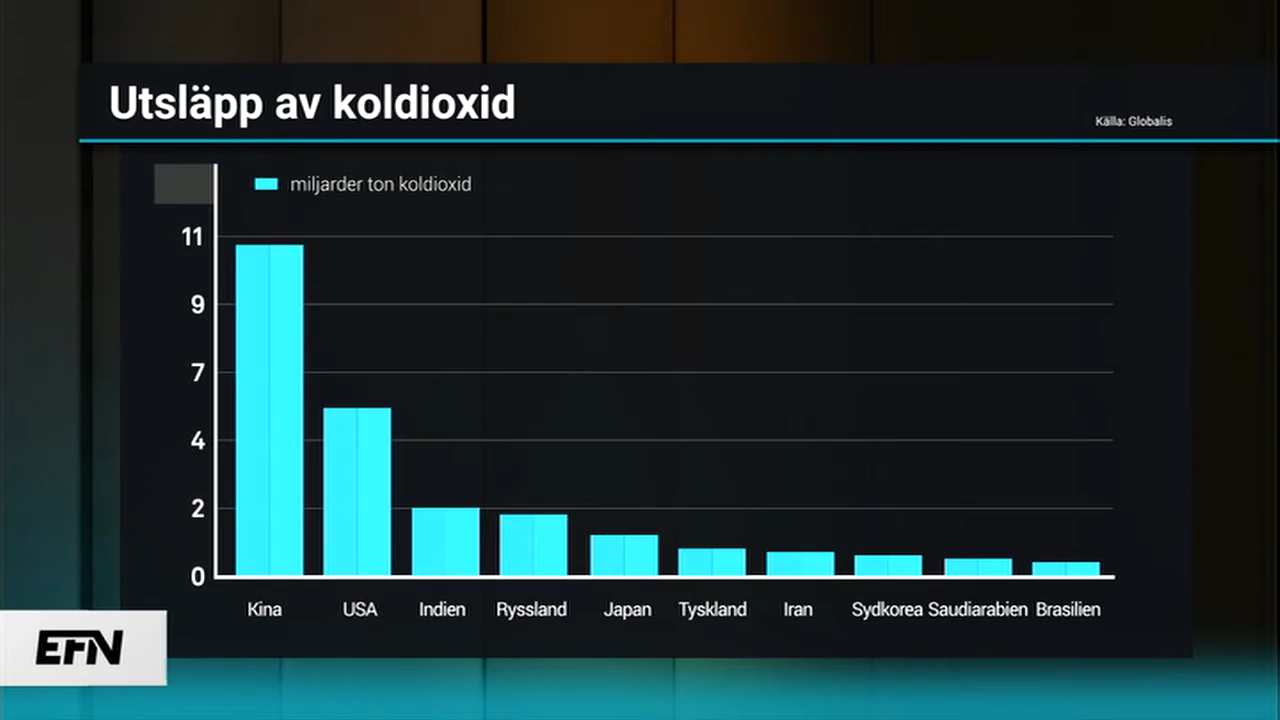 Utsläpp av koldioxid
Källa: Globalis
miljarder ton koldioxid
11
9
7
4
2
0
Kina USA Indien Ryssland Japan Tyskland Iran Sydkorea Saudiarabien Brasilien
EFN